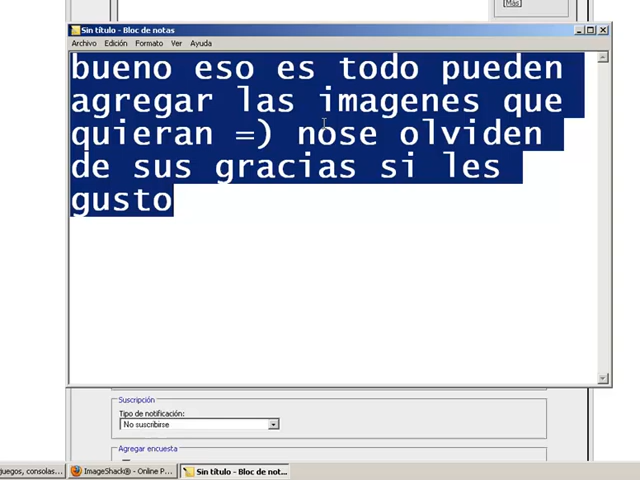 [Más]
Sin título - Bloc de notas
Archivo Edición Formato Ver Ayuda
bueno eso es todo pueden
agregar las imagenes que
quieran =) nose olviden
de sus gracias si les
gusto
Suscripción
Tipo de notificación:
No suscribirse
Agregar encuesta
juegos, consolas... ImageShack® - Online P... Sin título - Bloc de not...